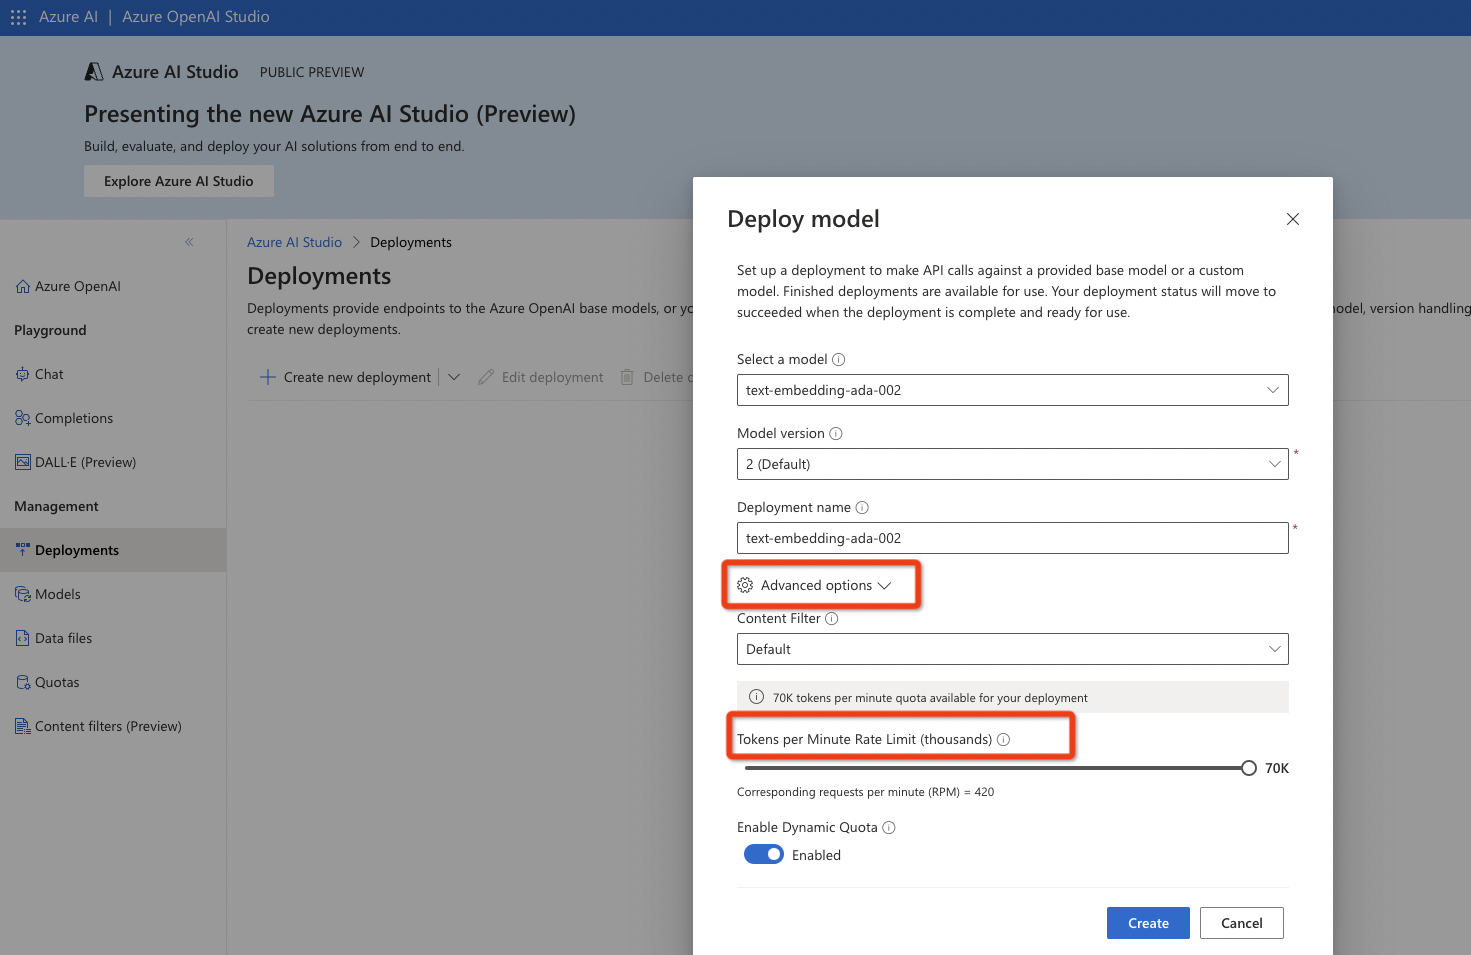 Azure AI | Azure OpenAI Studio
Azure AI Studio PUBLIC PREVIEW
Presenting the new Azure AI Studio (Preview)
Build, evaluate, and deploy your AI solutions from end to end.
Explore Azure AI Studio
Azure OpenAI
Playground
Chat
Completions
DALL·E (Preview)
Management
Deployments
Models
Data files
Quotas
Content filters (Preview)
Azure AI Studio > Deployments
Deployments
Deployments provide endpoints to the Azure OpenAI base models, or yo
model, version handling
create new deployments.
Create new deployment
Edit deployment
Delete d
Deploy model
Set up a deployment to make API calls against a provided base model or a custom
model. Finished deployments are available for use. Your deployment status will move to
succeeded when the deployment is complete and ready for use.
Select a model
text-embedding-ada-002
Model version
2 (Default) *
Deployment name
text-embedding-ada-002 *
Advanced options
Content Filter
Default
70K tokens per minute quota available for your deployment
Tokens per Minute Rate Limit (thousands)
70K
Corresponding requests per minute (RPM) = 420
Enable Dynamic Quota
Enabled
Create
Cancel